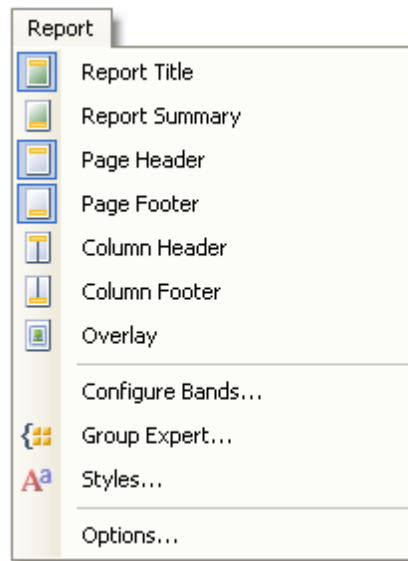 Report
Report Title
Report Summary
Page Header
Page Footer
Column Header
Column Footer
Overlay
Configure Bands...
Group Expert...
Styles...
Options...